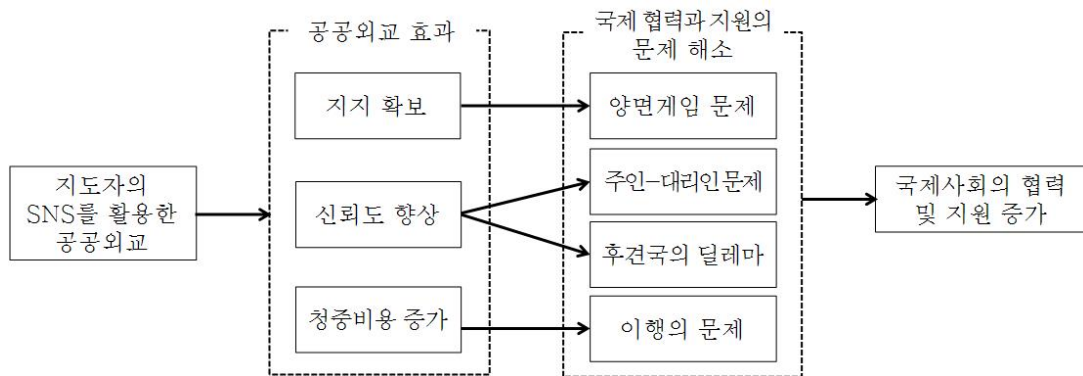 지도자의
SNS를 활용한
공공외교
공공외교 효과
지지 확보
신뢰도 향상
청중비용 증가
국제 협력과 지원의
문제 해소
양면게임 문제
주인-대리인 문제
후견국의 딜레마
이행의 문제
국제사회의 협력
및 지원 증가